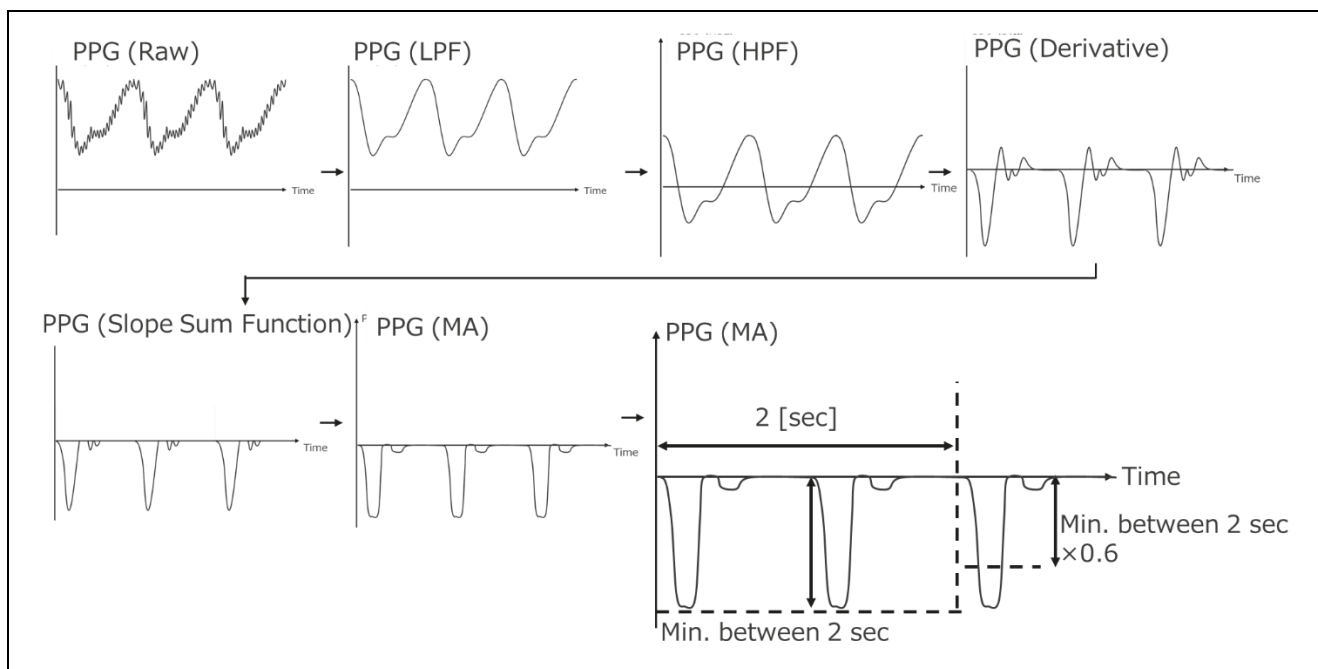 PPG (Raw)
PPG (LPF)
PPG (HPF)
PPG (Derivative)
Time
Time
Time
Time
PPG (Slope Sum Function)
PPG (MA)
PPG (MA)
2 [sec]
Time
Time
Time
Min. between 2 sec
×0.6
Min. between 2 sec